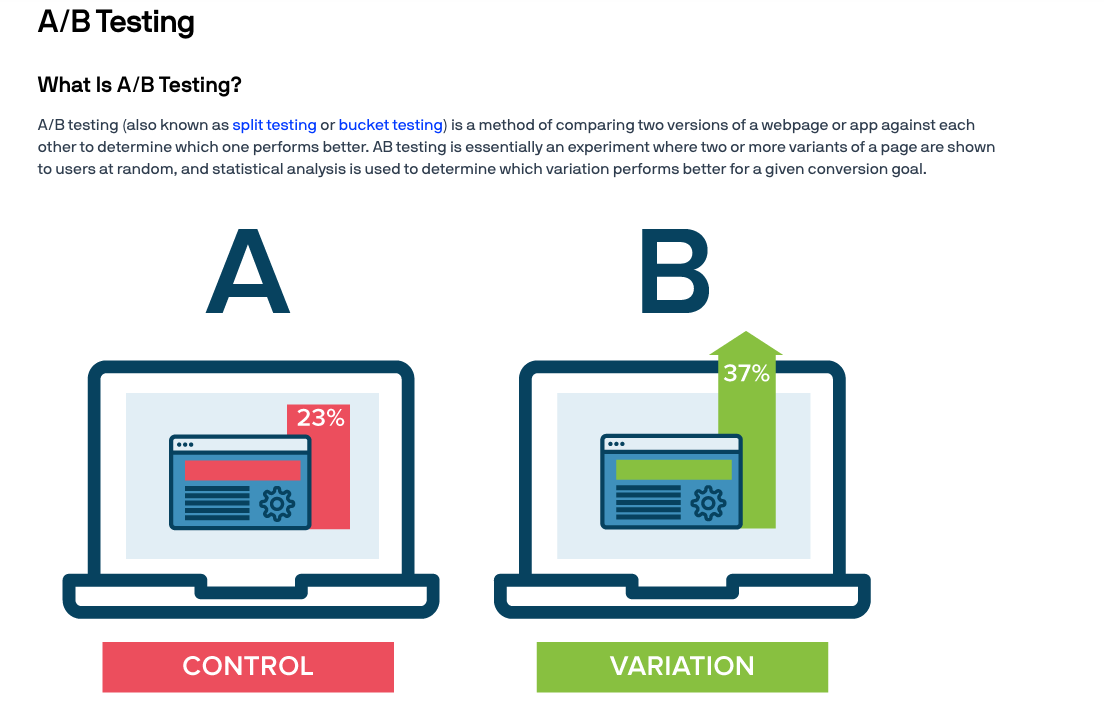 A/B Testing
What Is A/B Testing?
A/B testing (also known as split testing or bucket testing) is a method of comparing two versions of a webpage or app against each
other to determine which one performs better. AB testing is essentially an experiment where two or more variants of a page are shown
to users at random, and statistical analysis is used to determine which variation performs better for a given conversion goal.
A
B
23%
37%
CONTROL
VARIATION